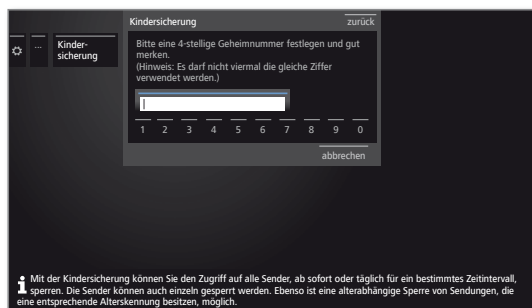 Kindersicherung zurück
... Kinder-
sicherung
Bitte eine 4-stellige Geheimnummer festlegen und gut
merken.
(Hinweis: Es darf nicht viermal die gleiche Ziffer
verwendet werden.)
1 2 3 4 5 6 7 8 9 0
abbrechen
i Mit der Kindersicherung können Sie den Zugriff auf alle Sender, ab sofort oder täglich für ein bestimmtes Zeitintervall,
sperren. Die Sender können auch einzeln gesperrt werden. Ebenso ist eine alterabhängige Sperre von Sendungen, die
eine entsprechende Alterskennung besitzen, möglich.